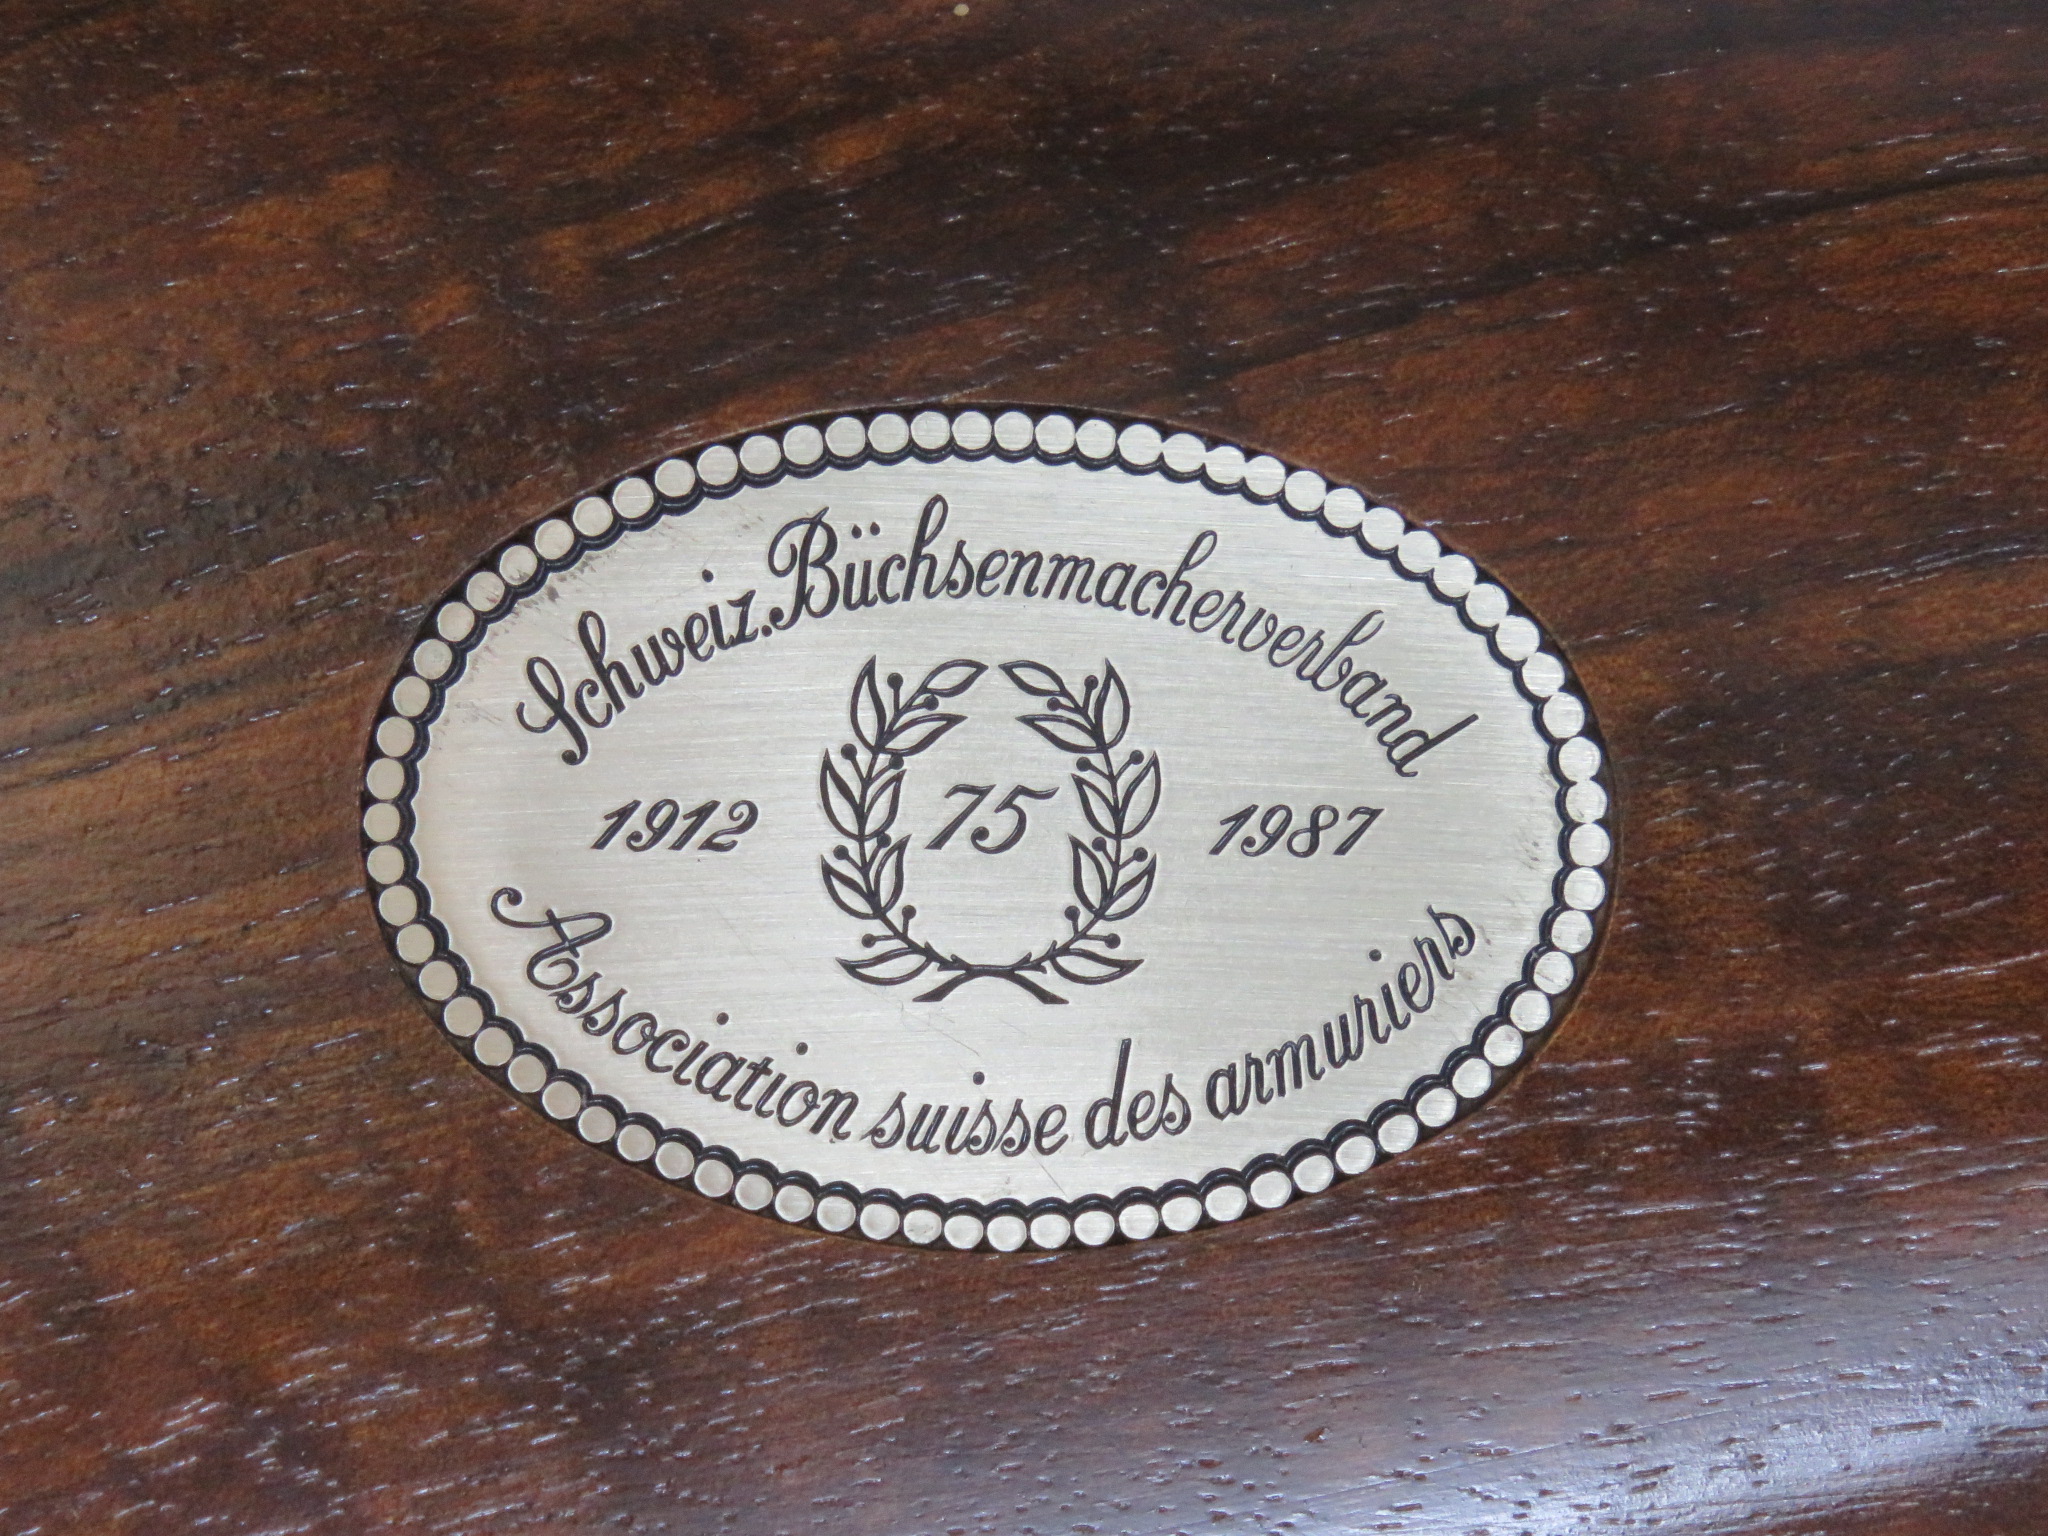 Schweiz. Büchsenmacherverband
1912 75 1987
Association suisse des armuriers